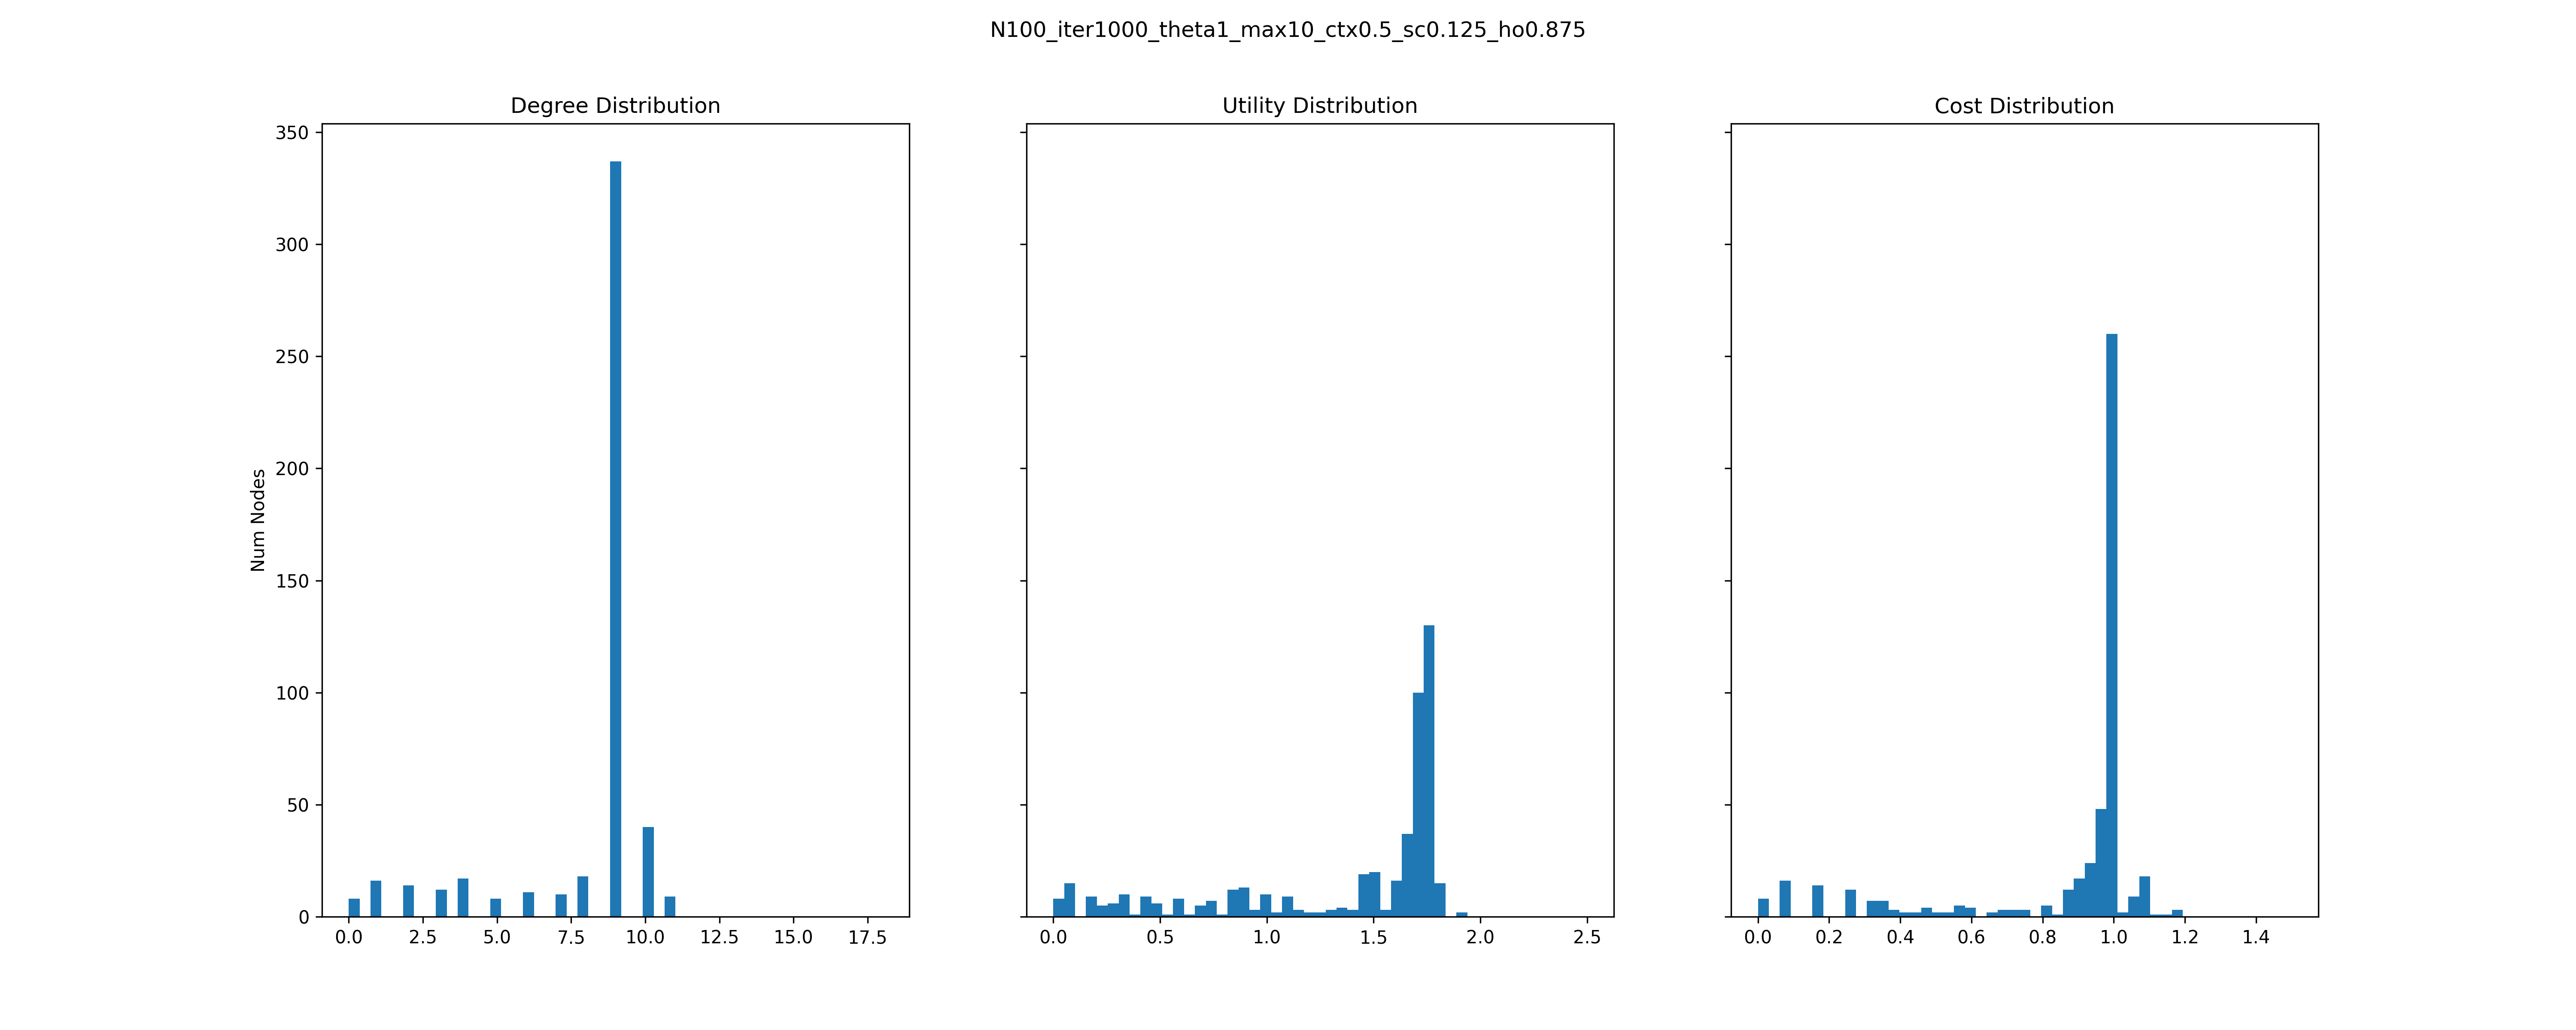 N100_iter1000_theta1_max10_ctx0.5_sc0.125_ho0.875
Degree Distribution
Utility Distribution
Cost Distribution
Num Nodes
350
300
250
200
150
100
50
0
0.0 2.5 5.0 7.5 10.0 12.5 15.0 17.5
0.0 0.5 1.0 1.5 2.0 2.5
0.0 0.2 0.4 0.6 0.8 1.0 1.2 1.4